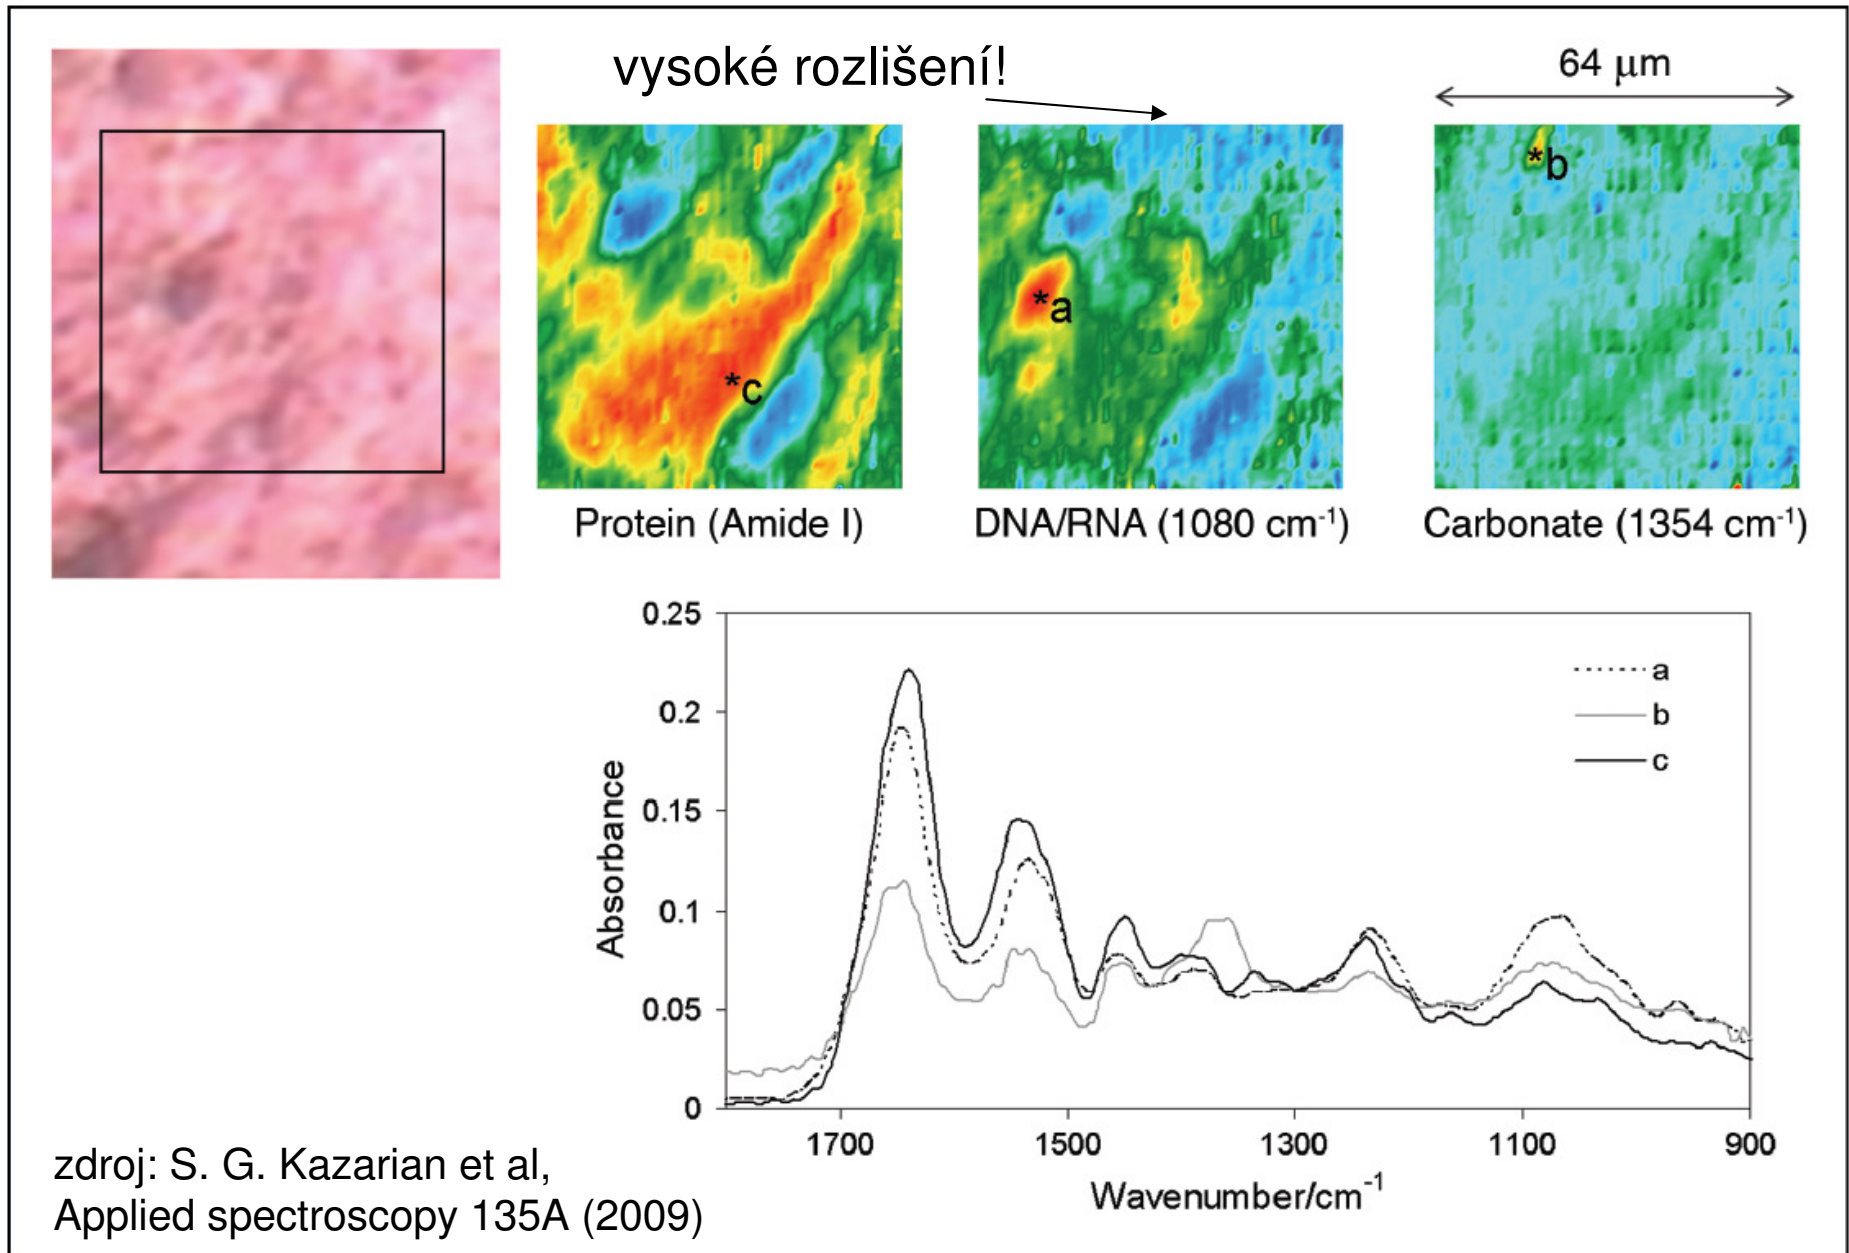 vysoké rozlišení!
64 μm
*c
*a
*b
Protein (Amide I)
DNA/RNA (1080 cm⁻¹)
Carbonate (1354 cm⁻¹)
0.25
0.2
0.15
0.1
0.05
0
Absorbance
a
b
c
1700
1500
1300
1100
900
Wavenumber/cm⁻¹
zdroj: S. G. Kazarian et al,
Applied spectroscopy 135A (2009)